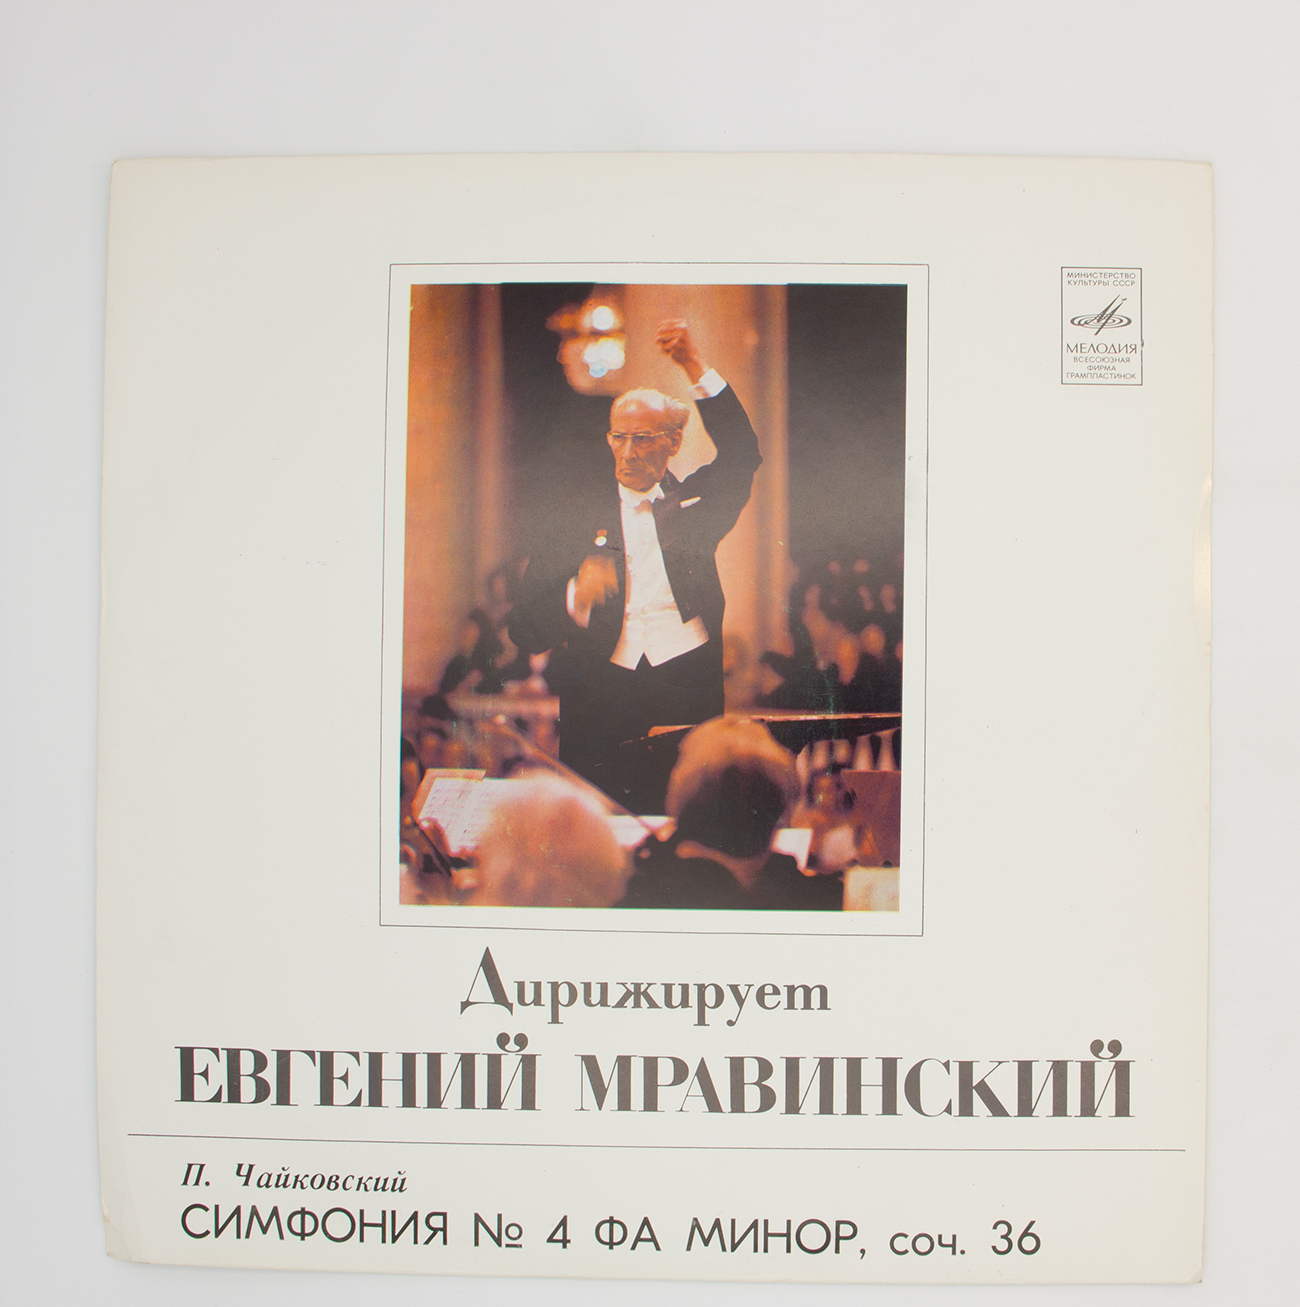 МИНИСТЕРСТВО
КУЛЬТУРЫ СССР
МЕЛОДИЯ
ВСЕСОЮЗНАЯ
ФИРМА
ГРАМПЛАСТИНОК
Дирижирует
ЕВГЕНИЙ МРАВИНСКИЙ
П. Чайковский
СИМФОНИЯ № 4 ФА МИНОР, соч. 36